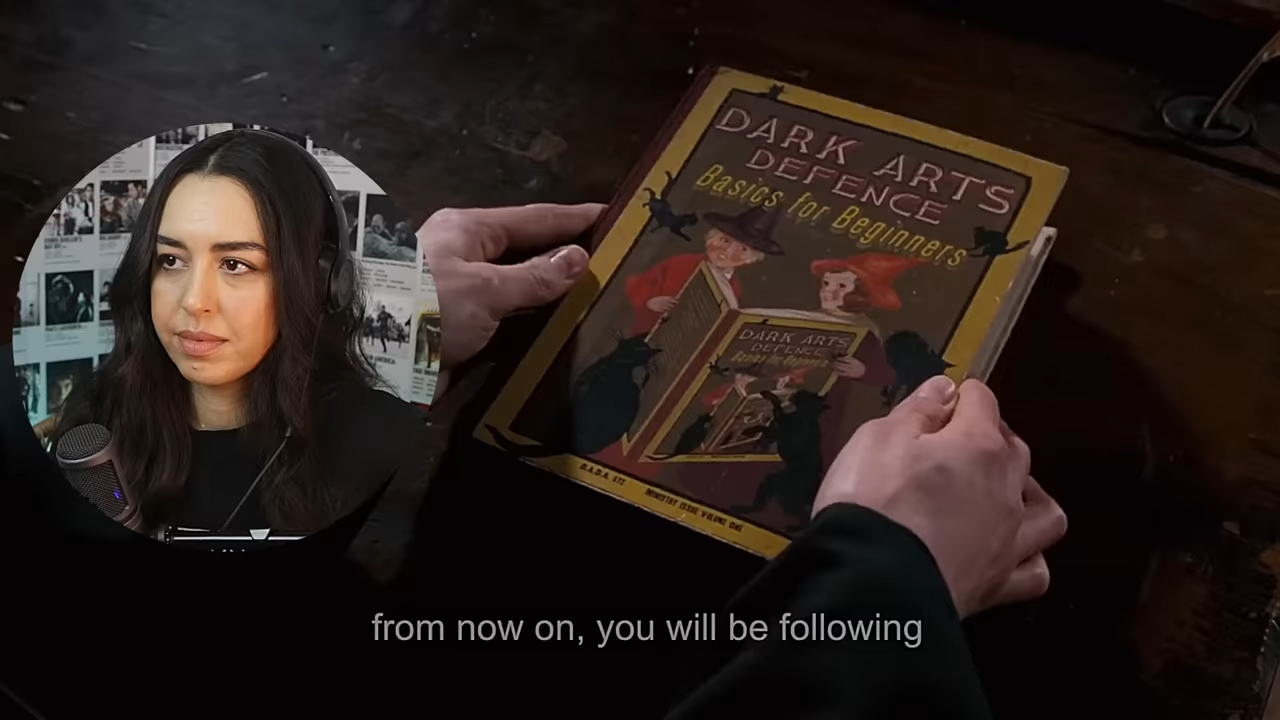 DARK ARTS
DEFENCE
Basics for Beginners
DARK ARTS
DEFENCE
Basics for Beginners
D.A.D.A. SYL
MINISTRY ISSUE VOLUME ONE
from now on, you will be following